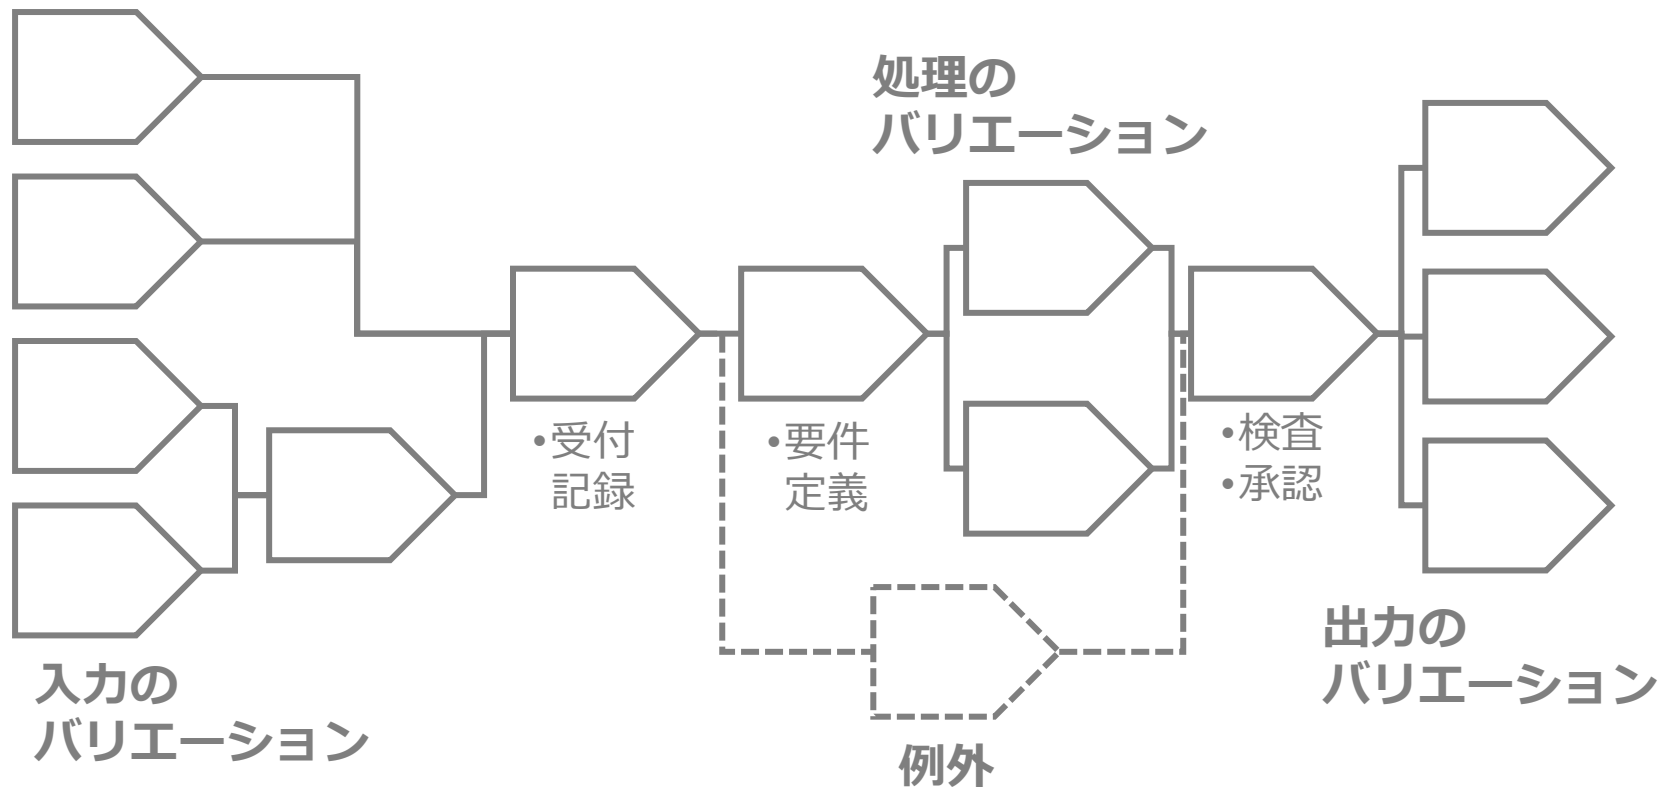 処理の
バリエーション
•受付
記録
•要件
定義
•検査
•承認
入力の
バリエーション
例外
出力の
バリエーション